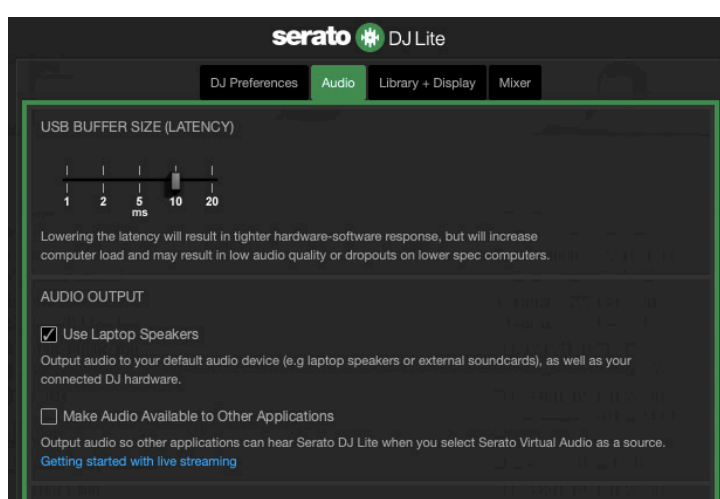 serato DJ Lite
DJ Preferences Audio Library + Display Mixer
USB BUFFER SIZE (LATENCY)
1 2 5 10 20
ms
Lowering the latency will result in tighter hardware-software response, but will increase
computer load and may result in low audio quality or dropouts on lower spec computers.
AUDIO OUTPUT
Use Laptop Speakers
Output audio to your default audio device (e.g laptop speakers or external soundcards), as well as your
connected DJ hardware.
Make Audio Available to Other Applications
Output audio so other applications can hear Serato DJ Lite when you select Serato Virtual Audio as a source.
Getting started with live streaming